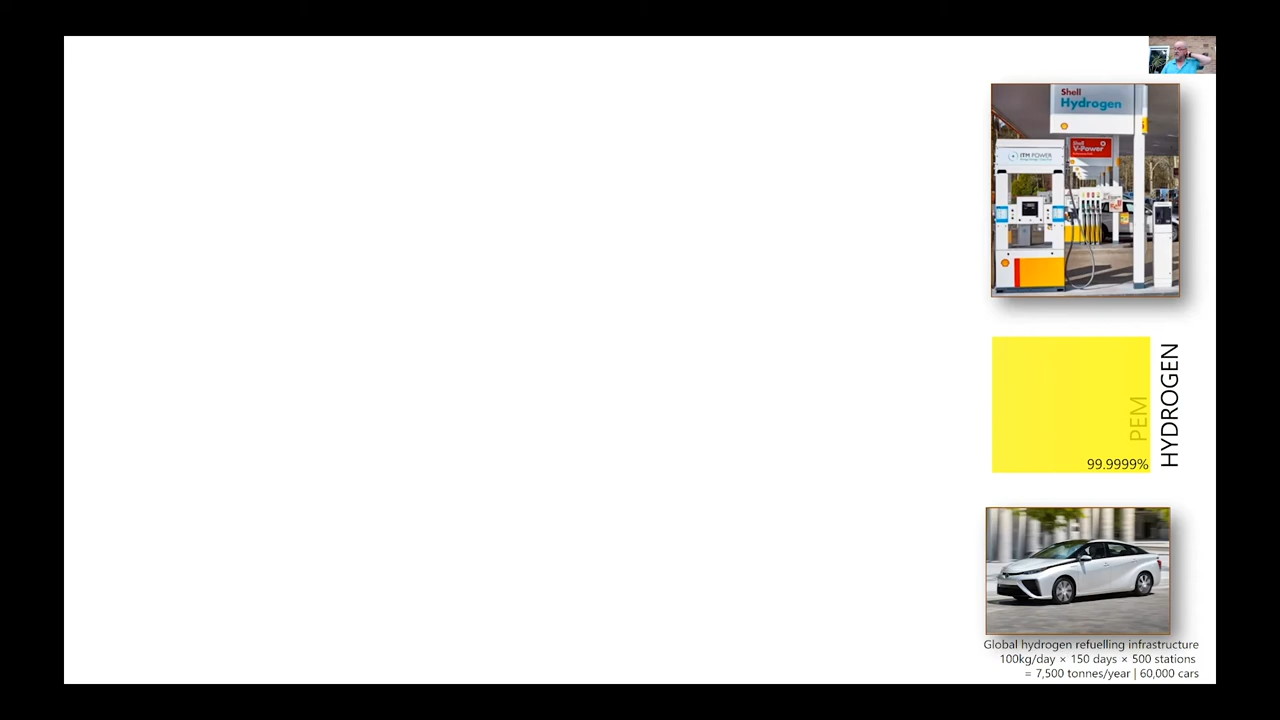 Shell
Hydrogen
Shell
V-Power
ITM POWER
PEM
HYDROGEN
99.9999%
Global hydrogen refuelling infrastructure
100kg/day × 150 days × 500 stations
= 7,500 tonnes/year | 60,000 cars